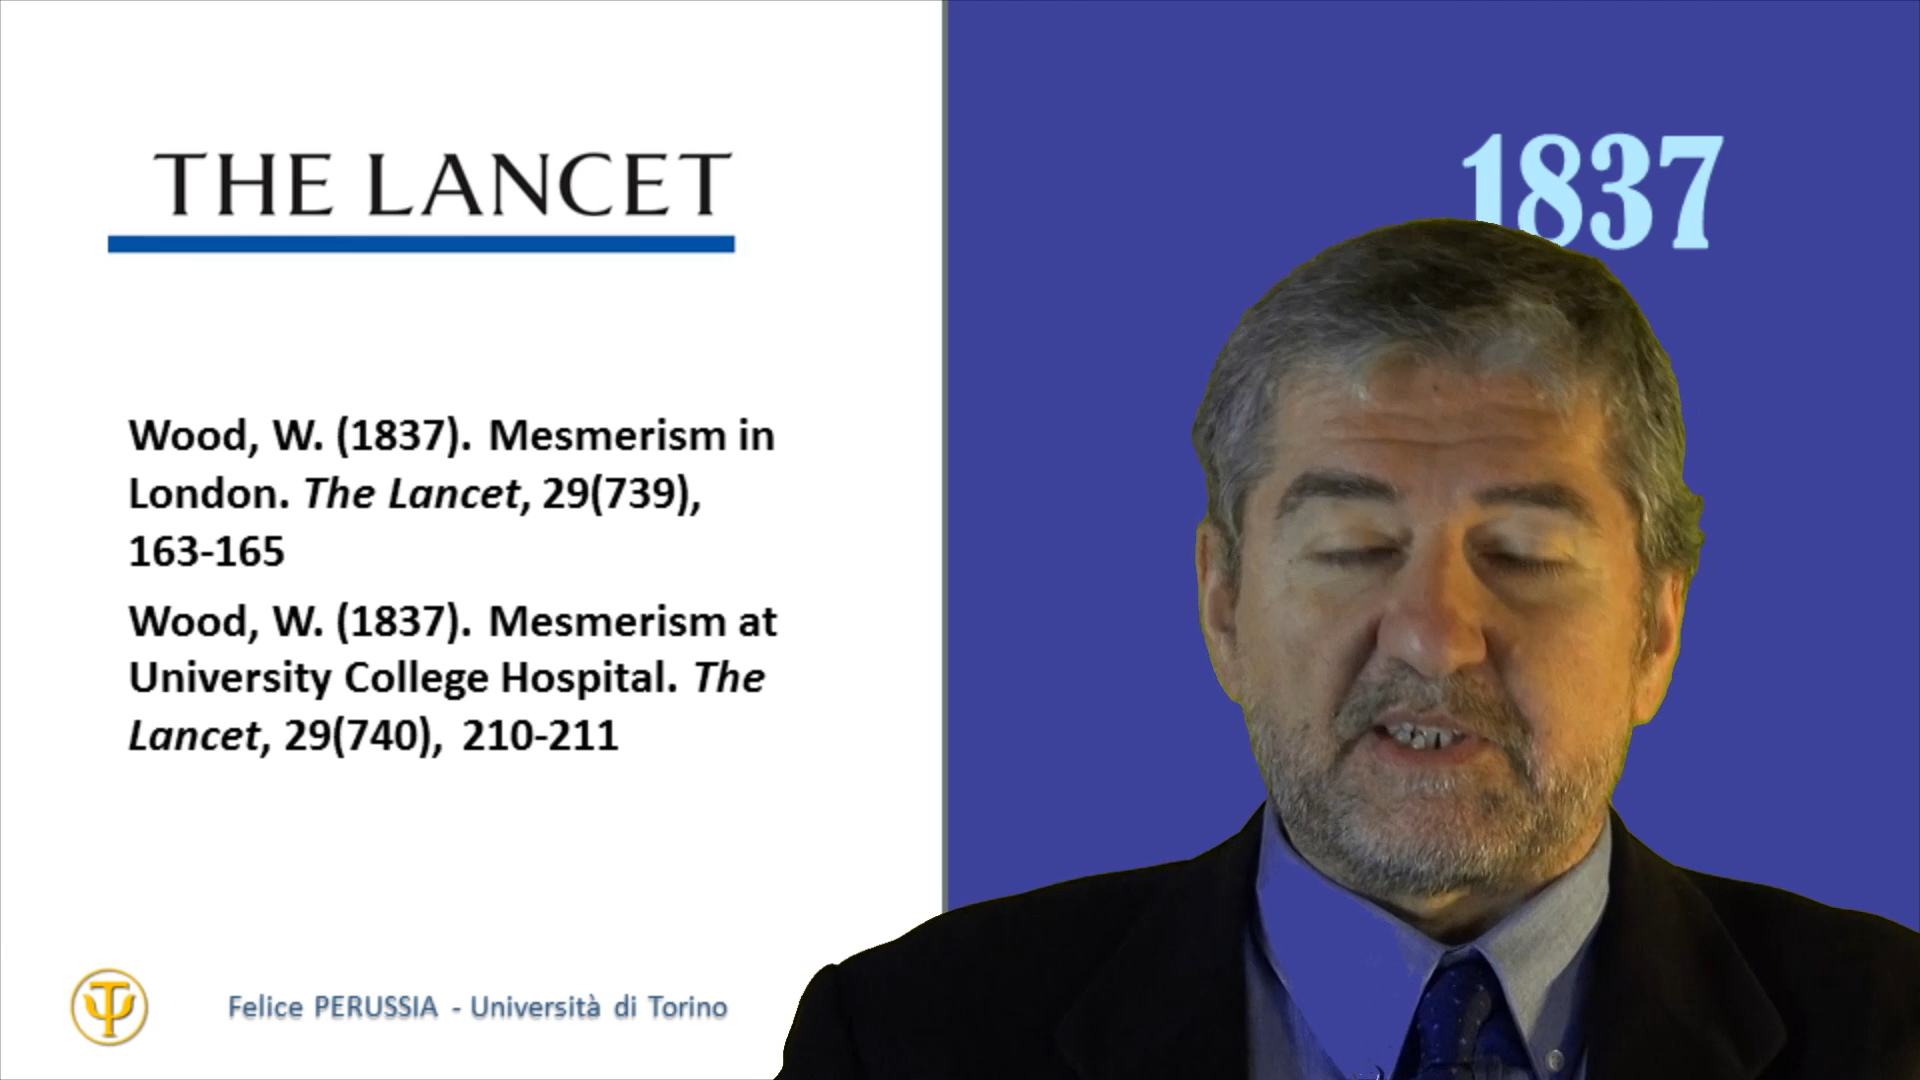 THE LANCET
1837
Wood, W. (1837). Mesmerism in
London. The Lancet, 29(739),
163-165
Wood, W. (1837). Mesmerism at
University College Hospital. The
Lancet, 29(740), 210-211
Ψ
Felice PERUSSIA - Università di Torino